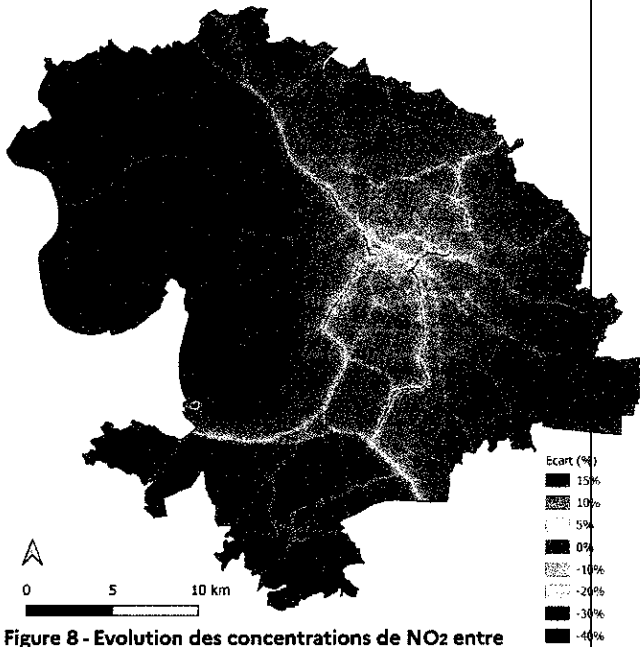 Ecart (%)
15%
10%
5%
0%
-10%
-20%
-30%
-40%
0 5 10 km
Figure 8 - Evolution des concentrations de NO2 entre